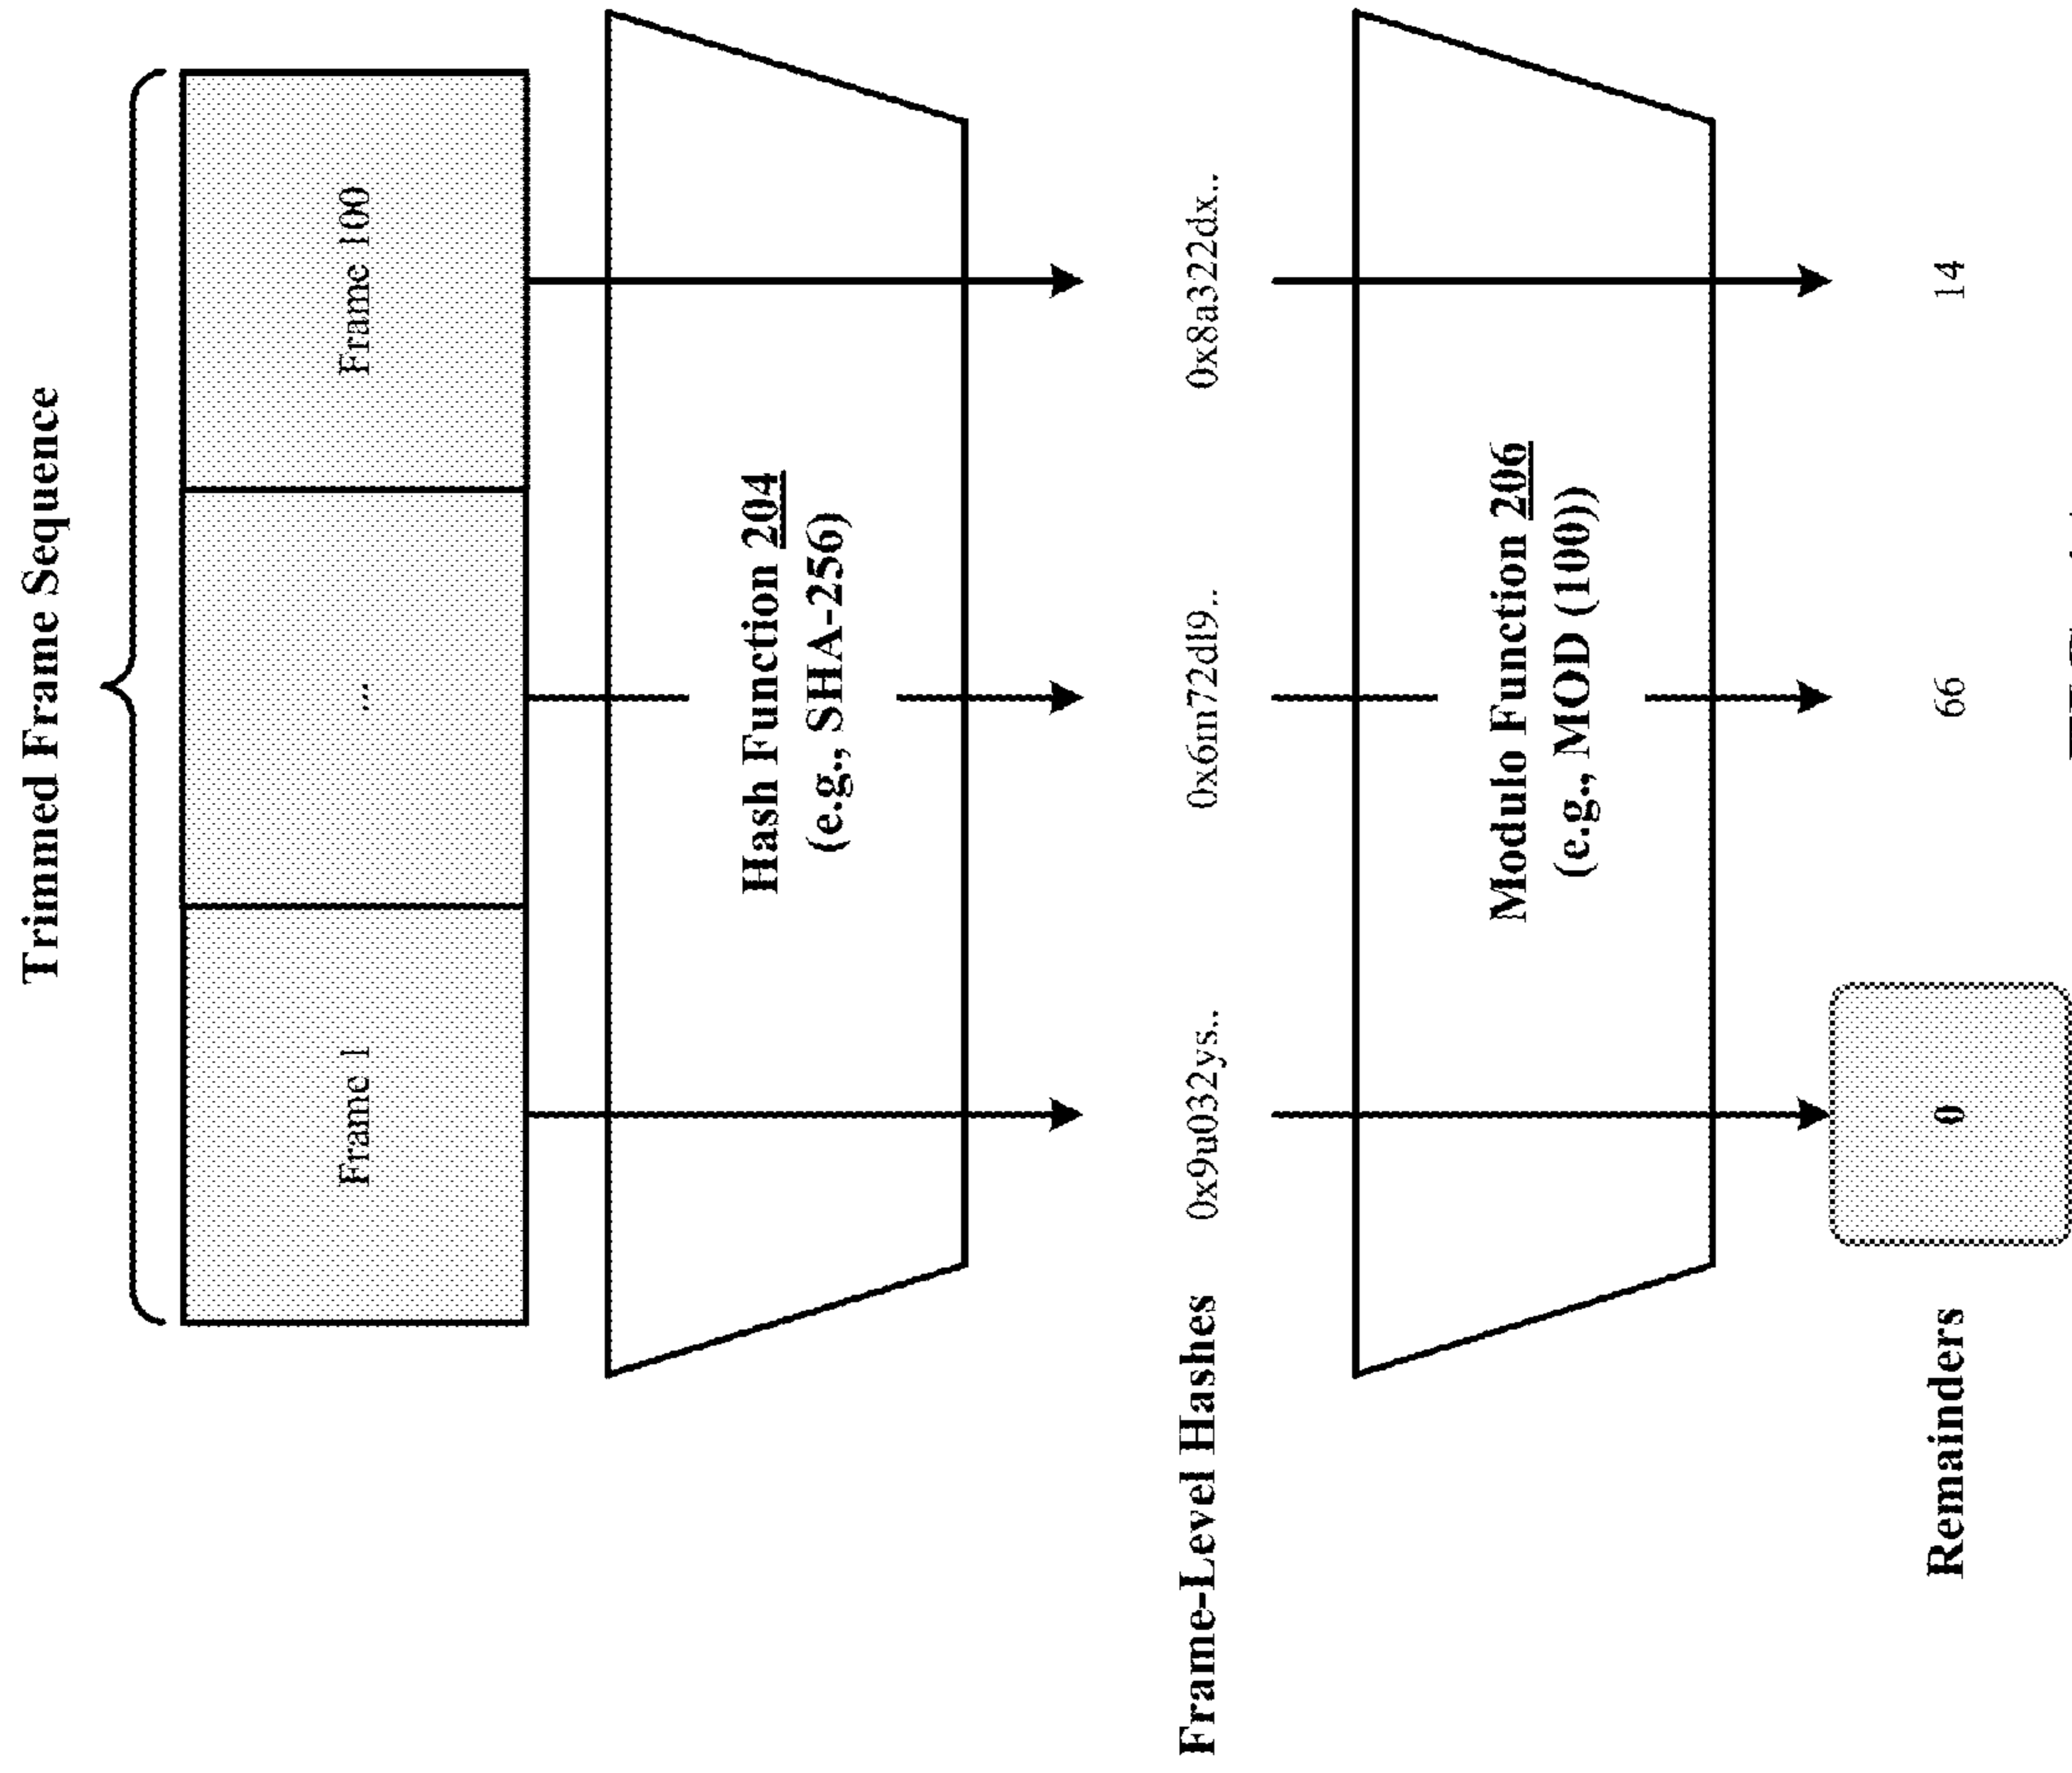 Trimmed Frame Sequence
Frame 1
...
Frame 100
Hash Function 204
(e.g., SHA-256)
Frame-Level Hashes
0x9u032ys..
0x6m72dl9..
0x8a322dx..
Modulo Function 206
(e.g., MOD (100))
Remainders
0
66
14